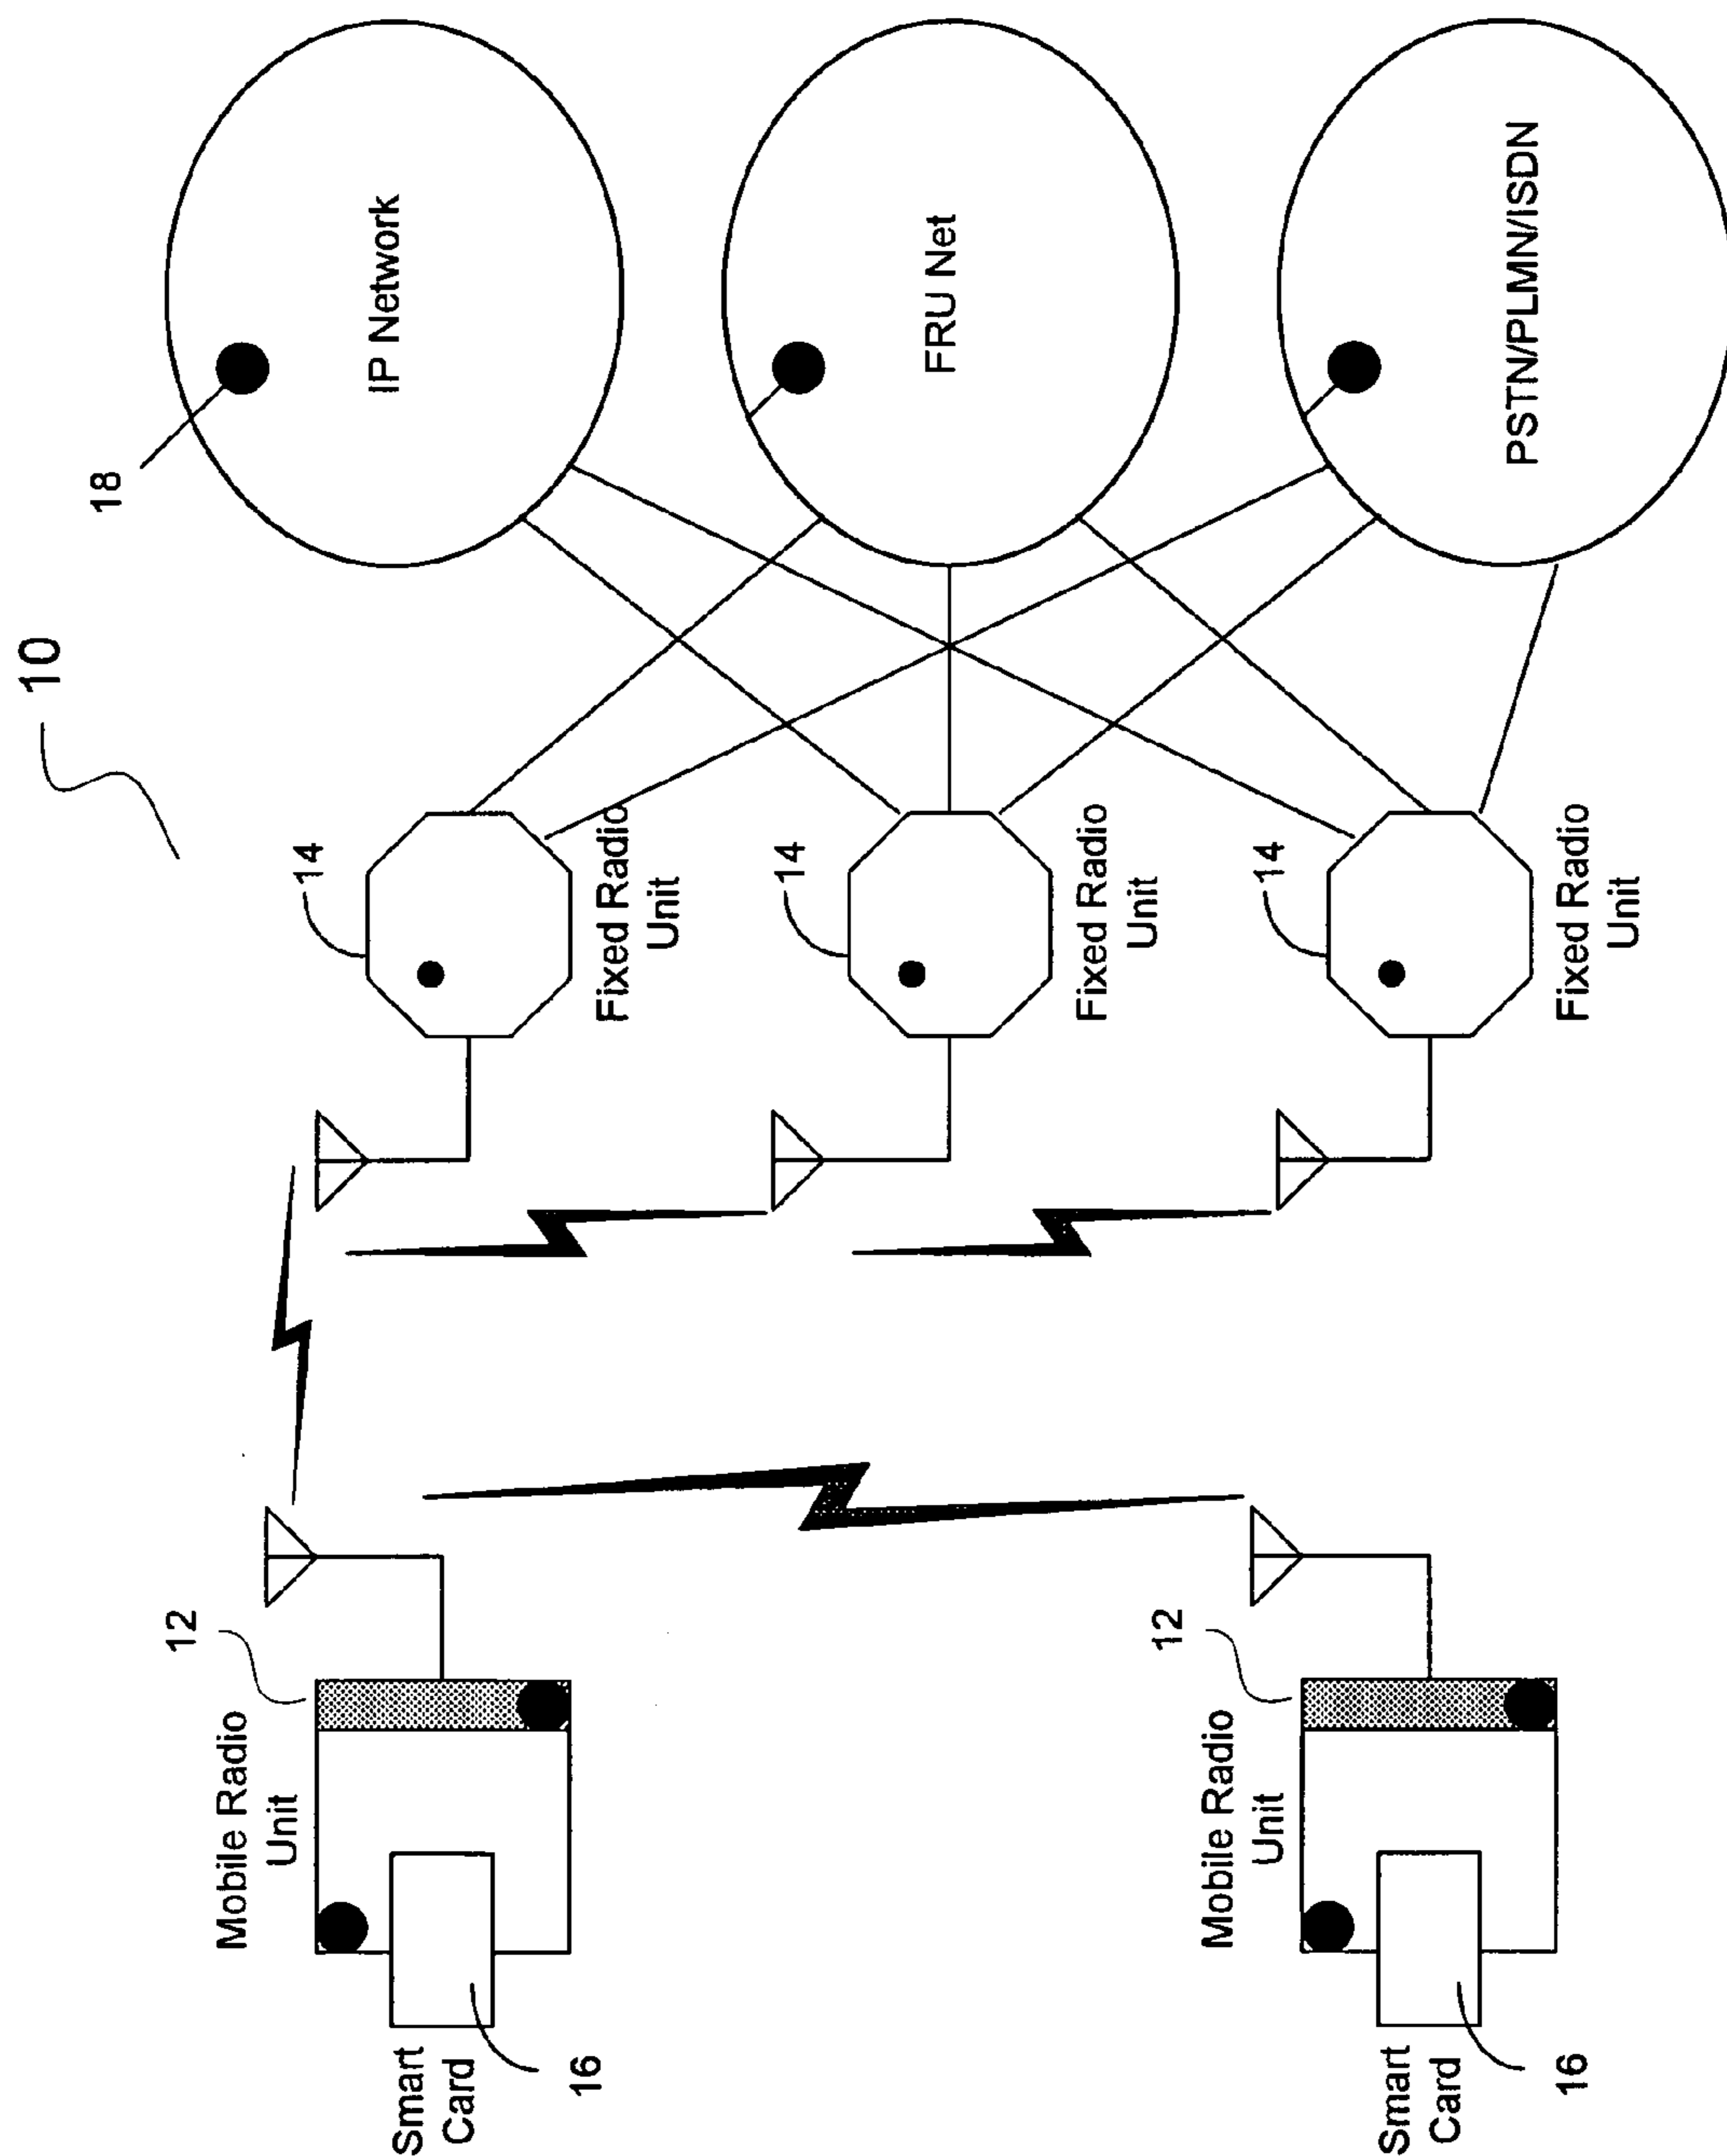 10
Mobile Radio
Unit
12
Smart
Card
16
Mobile Radio
Unit
12
Smart
Card
16
14
Fixed Radio
Unit
14
Fixed Radio
Unit
14
Fixed Radio
Unit
18
IP Network
FRU Net
PSTN/PLMN/ISDN